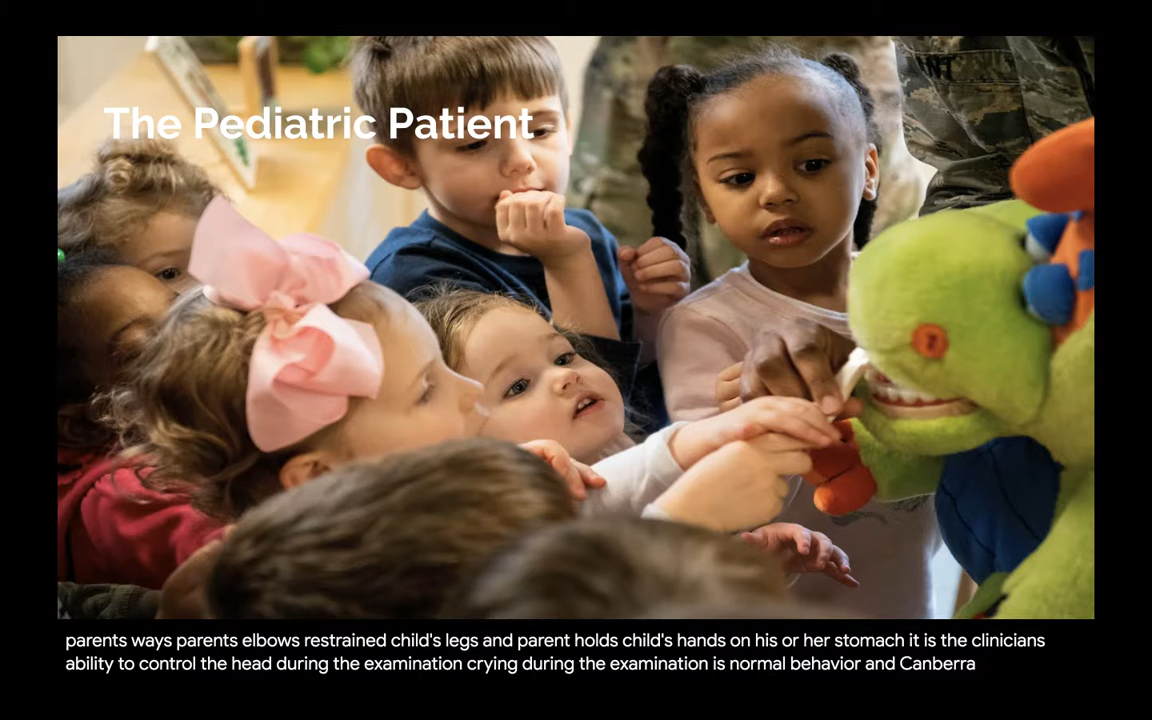 The Pediatric Patient
parents ways parents elbows restrained child's legs and parent holds child's hands on his or her stomach it is the clinicians
ability to control the head during the examination crying during the examination is normal behavior and Canberra